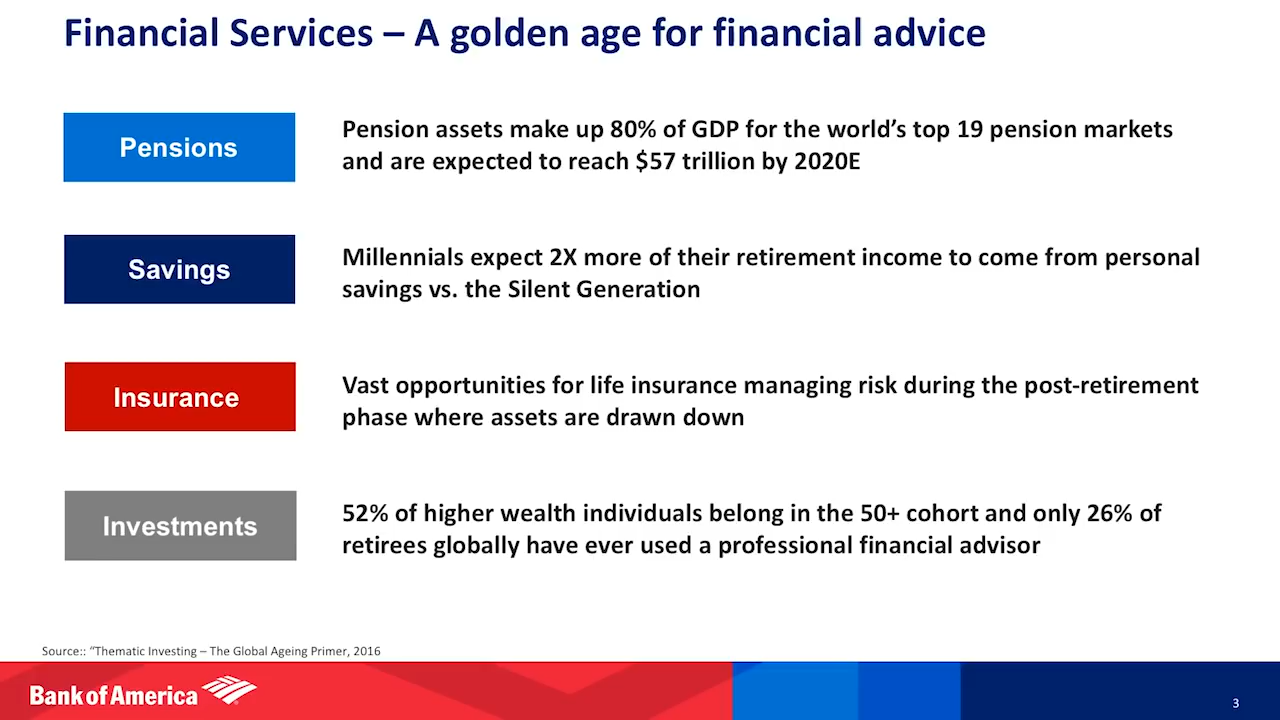 Financial Services – A golden age for financial advice
Pensions
Pension assets make up 80% of GDP for the world’s top 19 pension markets
and are expected to reach $57 trillion by 2020E
Savings
Millennials expect 2X more of their retirement income to come from personal
savings vs. the Silent Generation
Insurance
Vast opportunities for life insurance managing risk during the post-retirement
phase where assets are drawn down
Investments
52% of higher wealth individuals belong in the 50+ cohort and only 26% of
retirees globally have ever used a professional financial advisor
Source:: “Thematic Investing – The Global Ageing Primer, 2016
Bank of America
3